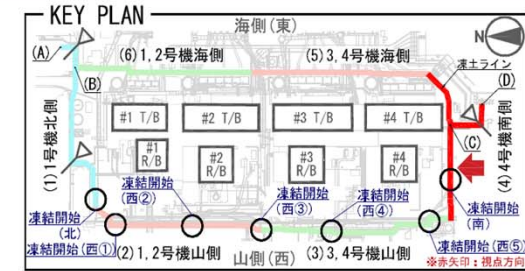 KEY PLAN
海側(東)
N
(A)
(B)
(6)1,2号機海側
(5)3,4号機海側
凍土ライン
(D)
(1)1号機北側
#1 T/B
#2 T/B
#3 T/B
#4 T/B
#1
R/B
#2
R/B
#3
R/B
#4
R/B
(C)
(4)4号機南側
凍結開始
(西②)
凍結開始
(西③)
凍結開始
(西④)
凍結開始
(北)
凍結開始
(南)
凍結開始(西①)
凍結開始(西⑤)
(2)1,2号機山側
(3)3,4号機山側
山側(西)
※赤矢印:視点方向